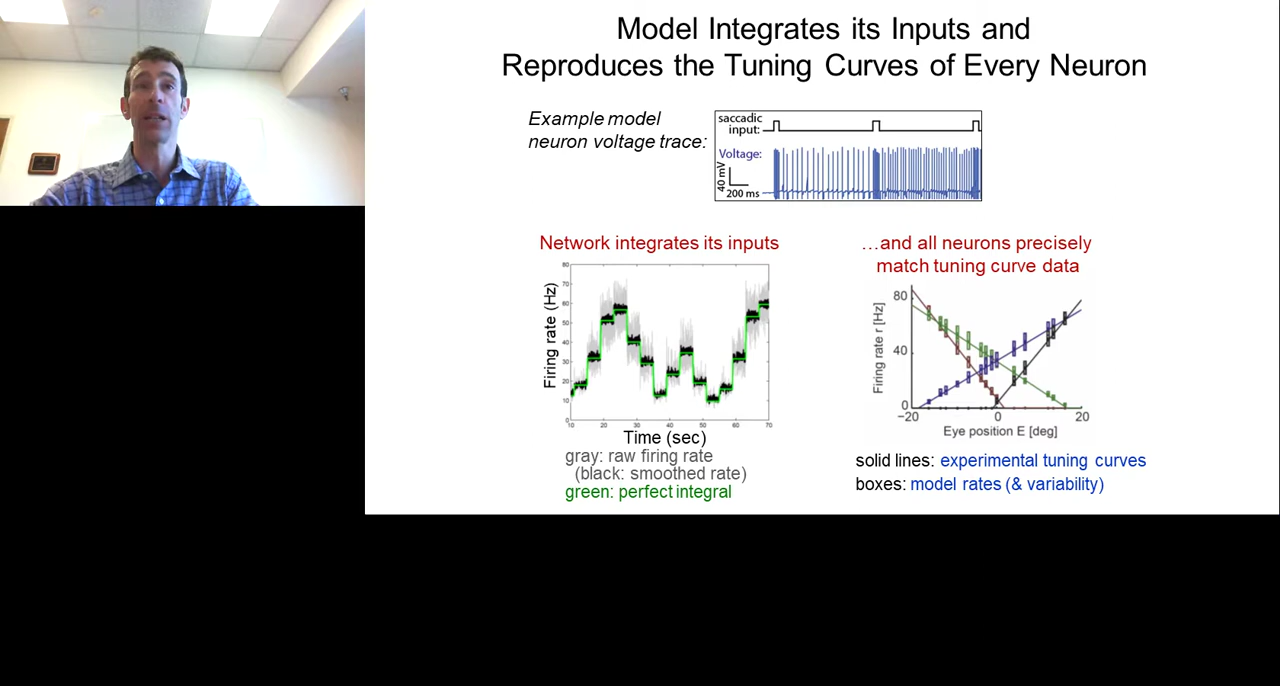 Model Integrates its Inputs and
Reproduces the Tuning Curves of Every Neuron
Example model
neuron voltage trace:
saccadic
input:
Voltage:
40 mV
200 ms
Network integrates its inputs
80
70
60
50
40
30
20
10
0
10 20 30 40 50 60 70
Firing rate (Hz)
Time (sec)
gray: raw firing rate
(black: smoothed rate)
green: perfect integral
…and all neurons precisely
match tuning curve data
80
40
0
Firing rate r [Hz]
−20 0 20
Eye position E [deg]
solid lines: experimental tuning curves
boxes: model rates (& variability)